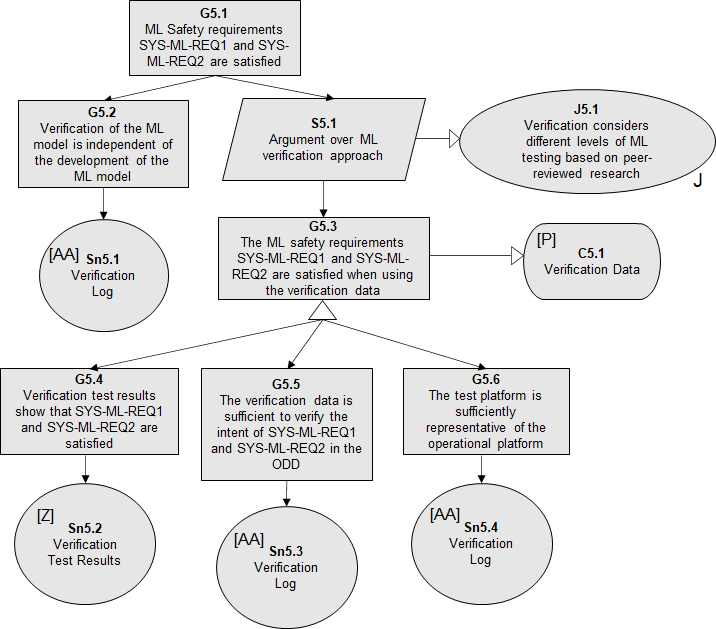 G5.1
ML Safety requirements
SYS-ML-REQ1 and SYS-
ML-REQ2 are satisfied
G5.2
Verification of the ML
model is independent of
the development of the
ML model
S5.1
Argument over ML
verification approach
J5.1
Verification considers
different levels of ML
testing based on peer-
reviewed research
J
[AA]
Sn5.1
Verification
Log
G5.3
The ML safety requirements
SYS-ML-REQ1 and SYS-ML-
REQ2 are satisfied when using
the verification data
[P]
C5.1
Verification Data
G5.4
Verification test results
show that SYS-ML-REQ1
and SYS-ML-REQ2 are
satisfied
G5.5
The verification data is
sufficient to verify the
intent of SYS-ML-REQ1
and SYS-ML-REQ2 in the
ODD
G5.6
The test platform is
sufficiently
representative of the
operational platform
[Z]
Sn5.2
Verification
Test Results
[AA]
Sn5.3
Verification
Log
[AA]
Sn5.4
Verification
Log